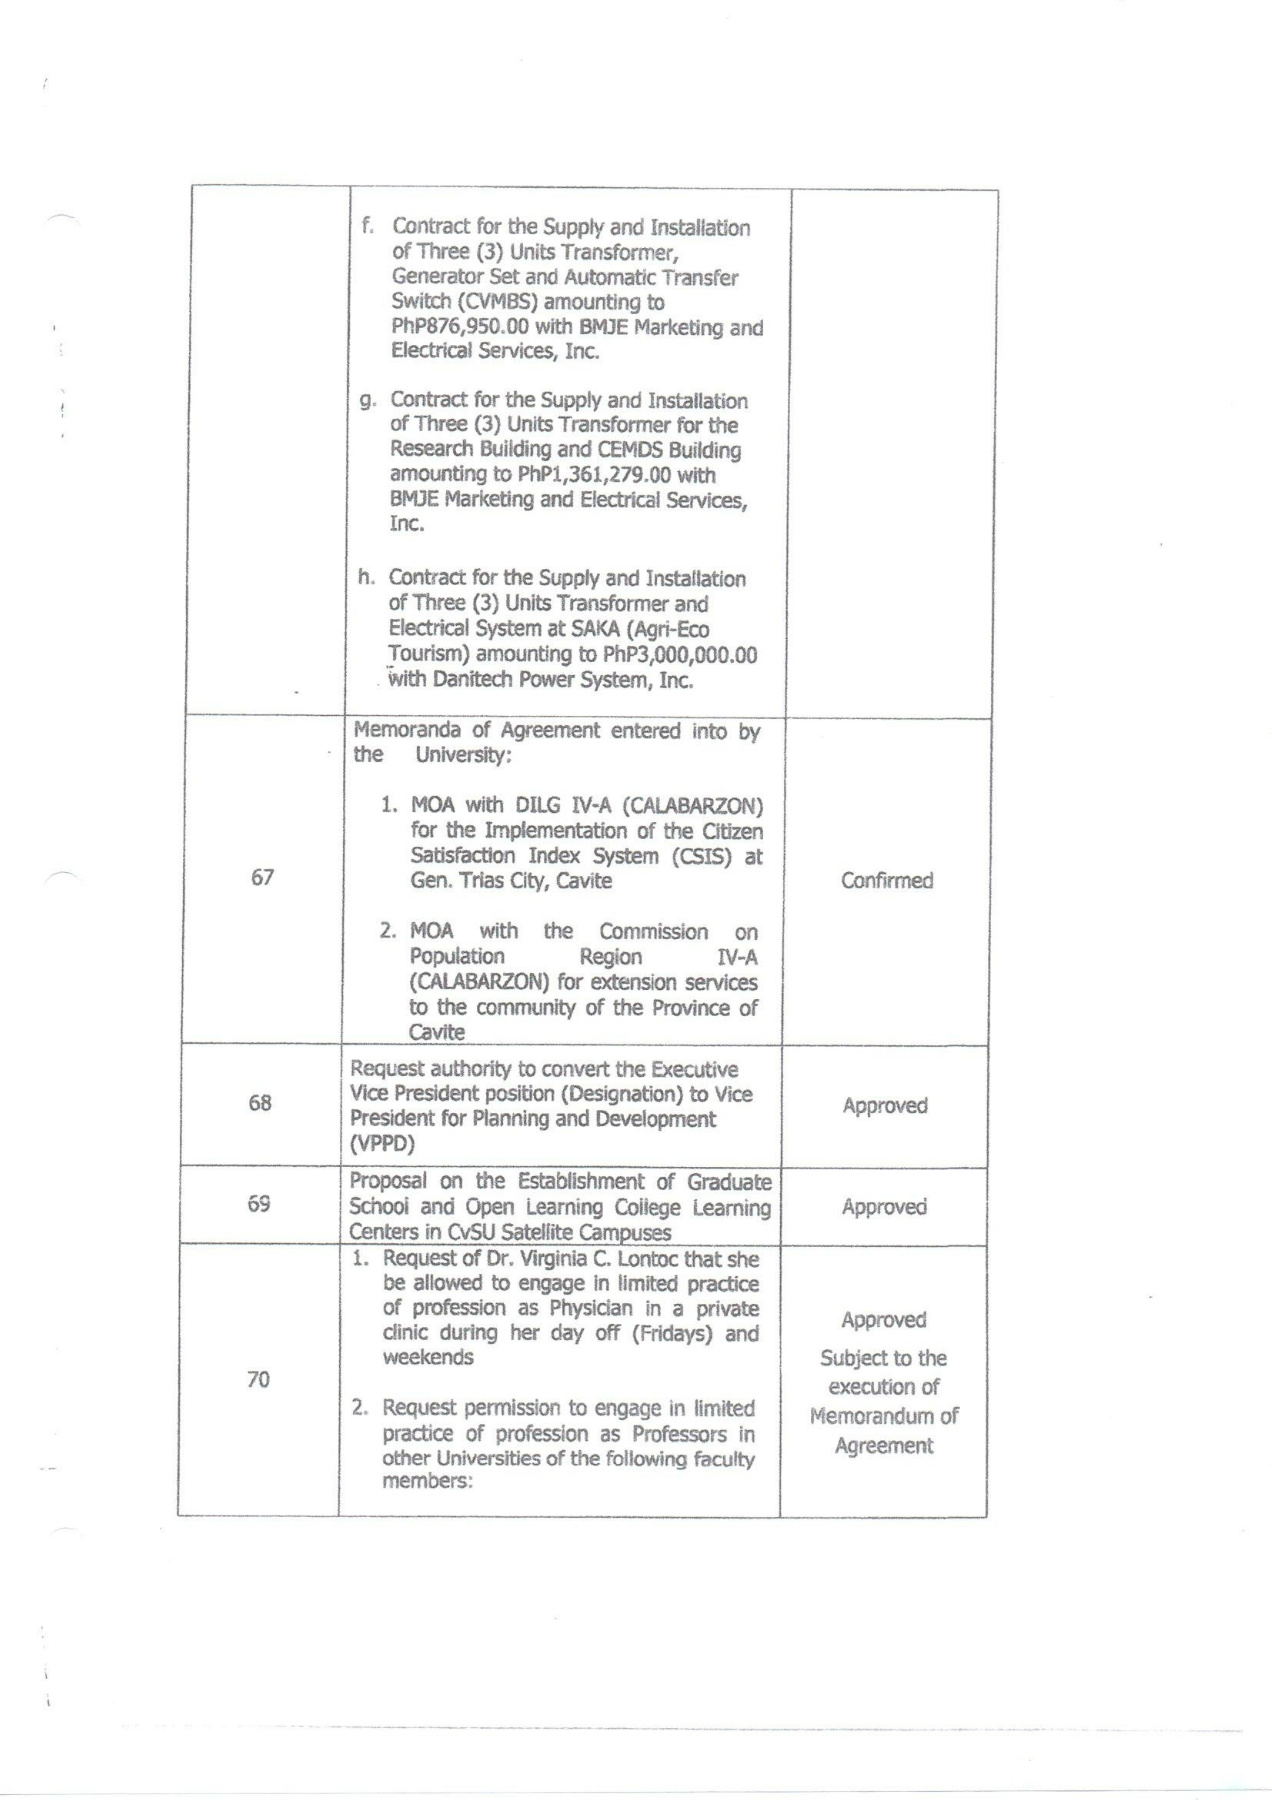 f. Contract for the Supply and Installation
of Three (3) Units Transformer,
Generator Set and Automatic Transfer
Switch (CVMBS) amounting to
PhP876,950.00 with BMJE Marketing and
Electrical Services, Inc.
g. Contract for the Supply and Installation
of Three (3) Units Transformer for the
Research Building and CEMDS Building
amounting to PhP1,361,279.00 with
BMJE Marketing and Electrical Services,
Inc.
h. Contract for the Supply and Installation
of Three (3) Units Transformer and
Electrical System at SAKA (Agri-Eco
Tourism) amounting to PhP3,000,000.00
with Danitech Power System, Inc.
67
Memoranda of Agreement entered into by
the University:
1. MOA with DILG IV-A (CALABARZON)
for the Implementation of the Citizen
Satisfaction Index System (CSIS) at
Gen. Trias City, Cavite
2. MOA with the Commission on
Population Region IV-A
(CALABARZON) for extension services
to the community of the Province of
Cavite
Confirmed
68
Request authority to convert the Executive
Vice President position (Designation) to Vice
President for Planning and Development
(VPPD)
Approved
69
Proposal on the Establishment of Graduate
School and Open Learning College Learning
Centers in CvSU Satellite Campuses
Approved
70
1. Request of Dr. Virginia C. Lontoc that she
be allowed to engage in limited practice
of profession as Physician in a private
clinic during her day off (Fridays) and
weekends
2. Request permission to engage in limited
practice of profession as Professors in
other Universities of the following faculty
members:
Approved
Subject to the
execution of
Memorandum of
Agreement